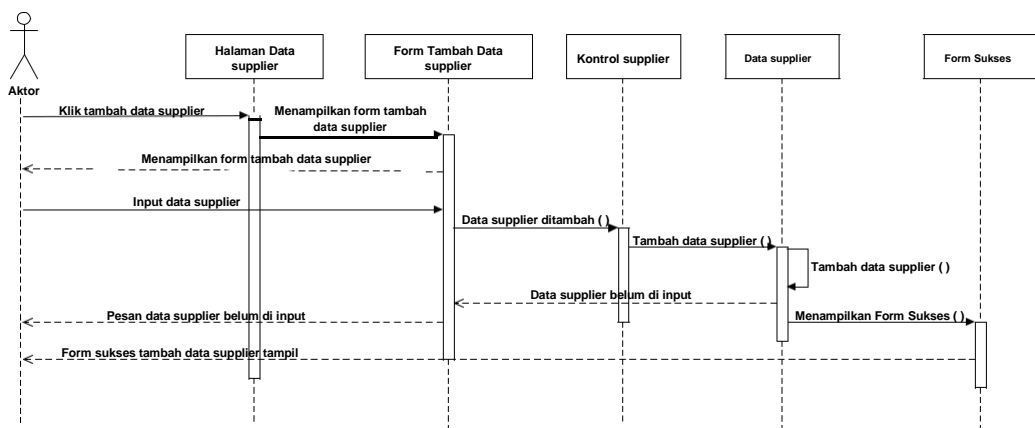 Halaman Data
supplier
Form Tambah Data
supplier
Kontrol supplier
Data supplier
Form Sukses
Aktor
Klik tambah data supplier
Menampilkan form tambah
data supplier
Menampilkan form tambah data supplier
Input data supplier
Data supplier ditambah ( )
Tambah data supplier ( )
Tambah data supplier ( )
Data supplier belum di input
Pesan data supplier belum di input
Menampilkan Form Sukses ( )
Form sukses tambah data supplier tampil